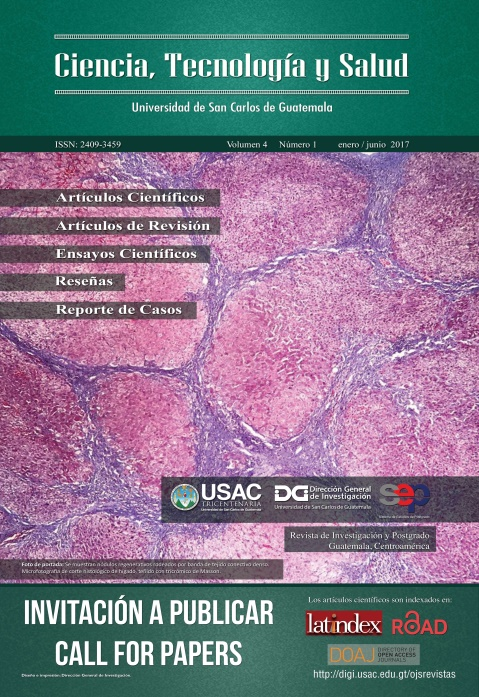 Ciencia, Tecnología y Salud
Universidad de San Carlos de Guatemala
ISSN: 2409-3459 Volumen 4 Número 1 enero / junio 2017
Artículos Científicos
Artículos de Revisión
Ensayos Científicos
Reseñas
Reporte de Casos
USAC
TRICENTENARIA
Universidad de San Carlos de Guatemala
DGI Dirección General
de Investigación
Universidad de San Carlos de Guatemala
sep
Revista de Investigación y Postgrado
Guatemala, Centroamérica
Foto de portada: Se muestran nódulos regenerativos rodeados por banda de tejido conectivo denso.
Microfotografía de corte histológico de hígado, teñido con tricrómico de Masson.
INVITACIÓN A PUBLICAR
CALL FOR PAPERS
Los artículos científicos son indexados en:
latindex ROAD
DOAJ DIRECTORY OF
OPEN ACCESS
JOURNALS
Diseño e impresión: Dirección General de Investigación.
http://digi.usac.edu.gt/ojsrevistas